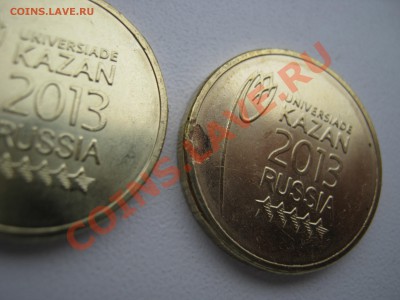 COINS.LAVE.RU
UNIVERSIADE
KAZAN
2013
RUSSIA
UNIVERSIADE
KAZAN
2013
RUSSIA
COINS.LAVE.RU